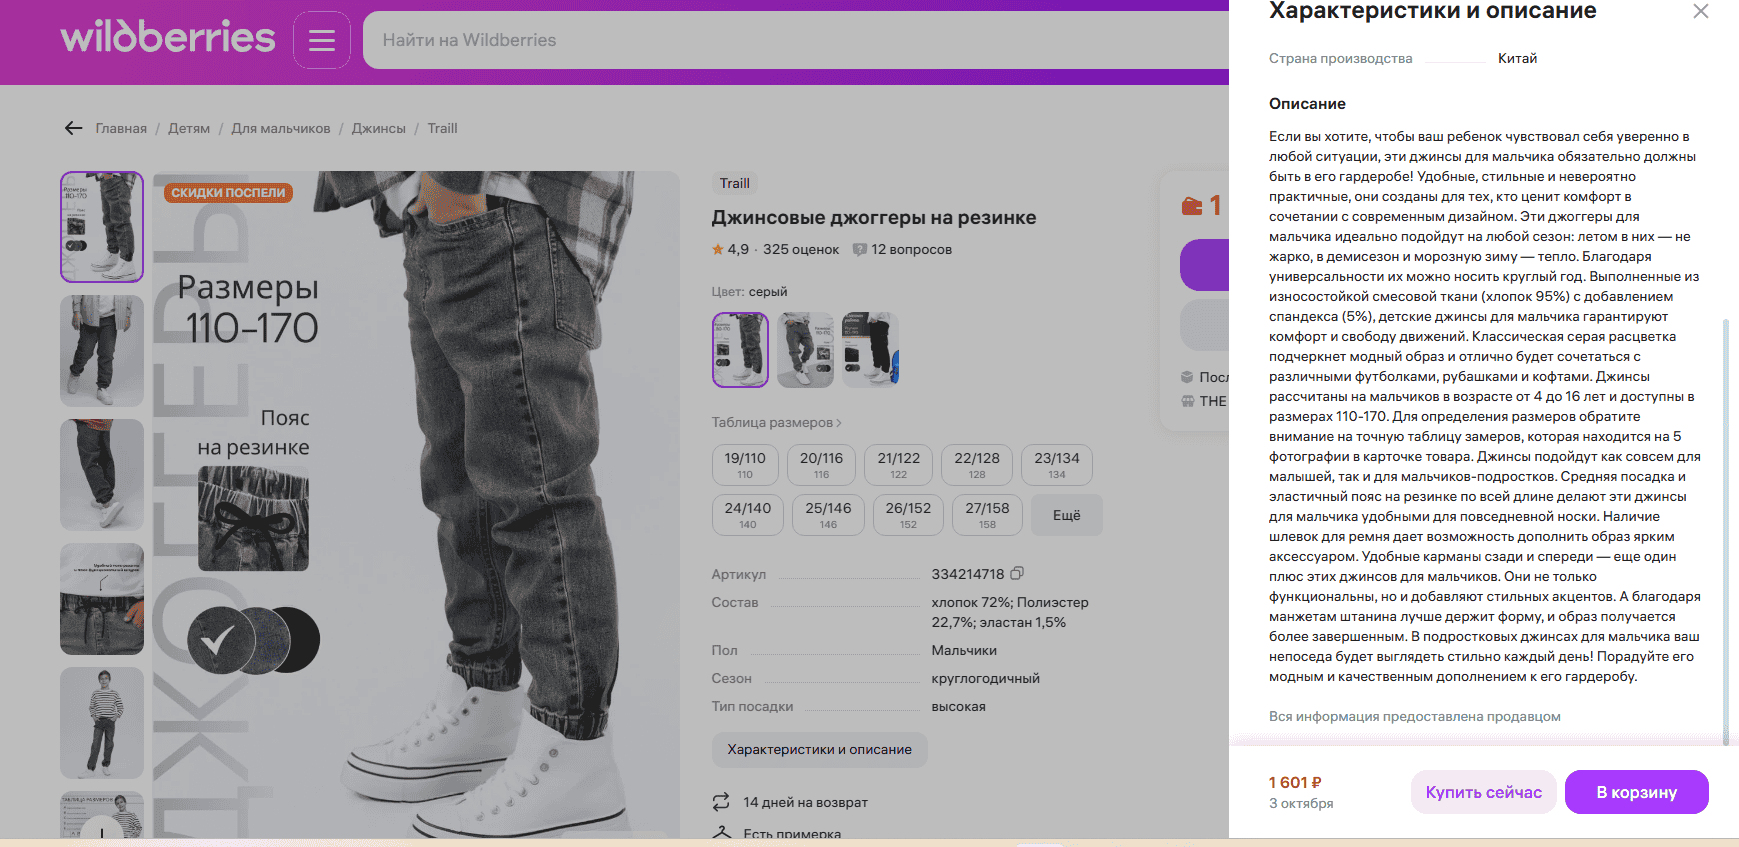 wildberries
Найти на Wildberries
Главная / Детям / Для мальчиков / Джинсы / Traill
СКИДКИ ПОСПЕЛИ
ДЖОГГЕРЫ
Размеры
110-170
Пояс
на резинке
Traill
Джинсовые джоггеры на резинке
4,9 · 325 оценок 12 вопросов
Цвет: серый
Таблица размеров
19/110 20/116 21/122 22/128 23/134
110 116 122 128 134
24/140 25/146 26/152 27/158 Ещё
140 146 152 158
Артикул 334214718
Состав хлопок 72%; Полиэстер
22,7%; эластан 1,5%
Пол Мальчики
Сезон круглогодичный
Тип посадки высокая
Характеристики и описание
14 дней на возврат
Есть примерка
1
Посл
THE
Характеристики и описание
Страна производства Китай
Описание
Если вы хотите, чтобы ваш ребенок чувствовал себя уверенно в
любой ситуации, эти джинсы для мальчика обязательно должны
быть в его гардеробе! Удобные, стильные и невероятно
практичные, они созданы для тех, кто ценит комфорт в
сочетании с современным дизайном. Эти джоггеры для
мальчика идеально подойдут на любой сезон: летом в них — не
жарко, в демисезон и морозную зиму — тепло. Благодаря
универсальности их можно носить круглый год. Выполненные из
износостойкой смесовой ткани (хлопок 95%) с добавлением
спандекса (5%), детские джинсы для мальчика гарантируют
комфорт и свободу движений. Классическая серая расцветка
подчеркнет модный образ и отлично будет сочетаться с
различными футболками, рубашками и кофтами. Джинсы
рассчитаны на мальчиков в возрасте от 4 до 16 лет и доступны в
размерах 110-170. Для определения размеров обратите
внимание на точную таблицу замеров, которая находится на 5
фотографии в карточке товара. Джинсы подойдут как совсем для
малышей, так и для мальчиков-подростков. Средняя посадка и
эластичный пояс на резинке по всей длине делают эти джинсы
для мальчика удобными для повседневной носки. Наличие
шлевок для ремня дает возможность дополнить образ ярким
аксессуаром. Удобные карманы сзади и спереди — еще один
плюс этих джинсов для мальчиков. Они не только
функциональны, но и добавляют стильных акцентов. А благодаря
манжетам штанина лучше держит форму, и образ получается
более завершенным. В подростковых джинсах для мальчика ваш
непоседа будет выглядеть стильно каждый день! Порадуйте его
модным и качественным дополнением к его гардеробу.
Вся информация предоставлена продавцом
1 601 ₽
3 октября
Купить сейчас
В корзину